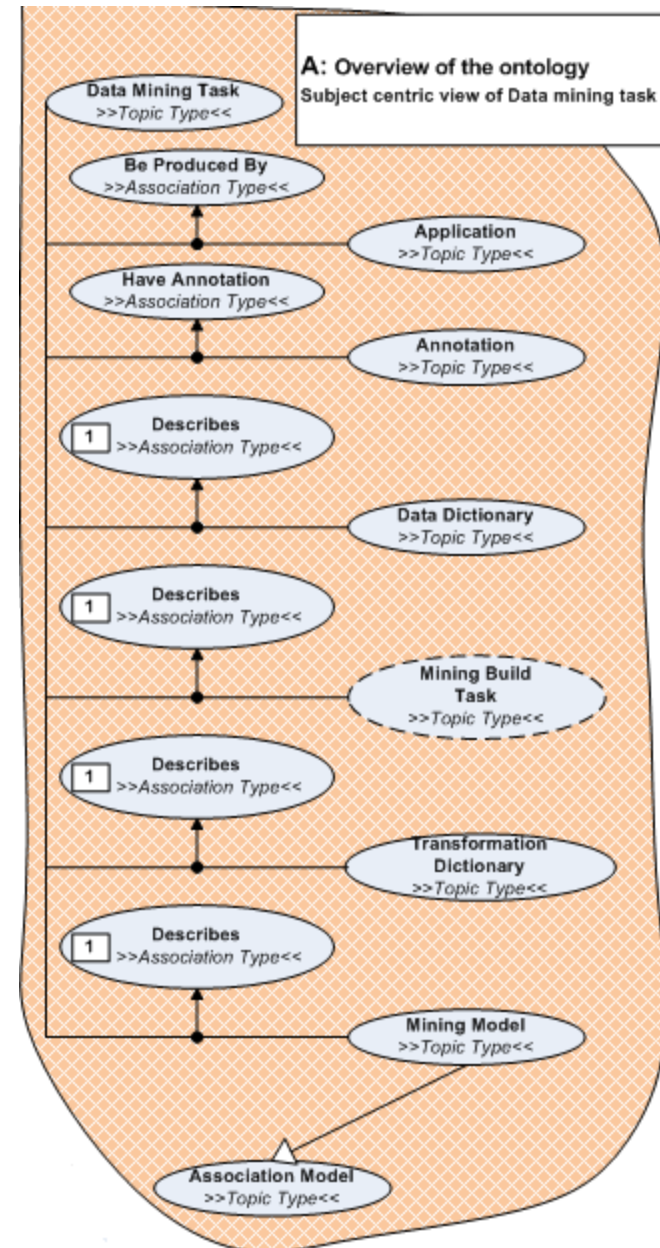 A: Overview of the ontology
Subject centric view of Data mining task
Data Mining Task
>>Topic Type<<
Be Produced By
>>Association Type<<
Application
>>Topic Type<<
Have Annotation
>>Association Type<<
Annotation
>>Topic Type<<
1
Describes
>>Association Type<<
Data Dictionary
>>Topic Type<<
1
Describes
>>Association Type<<
Mining Build
Task
>>Topic Type<<
1
Describes
>>Association Type<<
Transformation
Dictionary
>>Topic Type<<
1
Describes
>>Association Type<<
Mining Model
>>Topic Type<<
Association Model
>>Topic Type<<